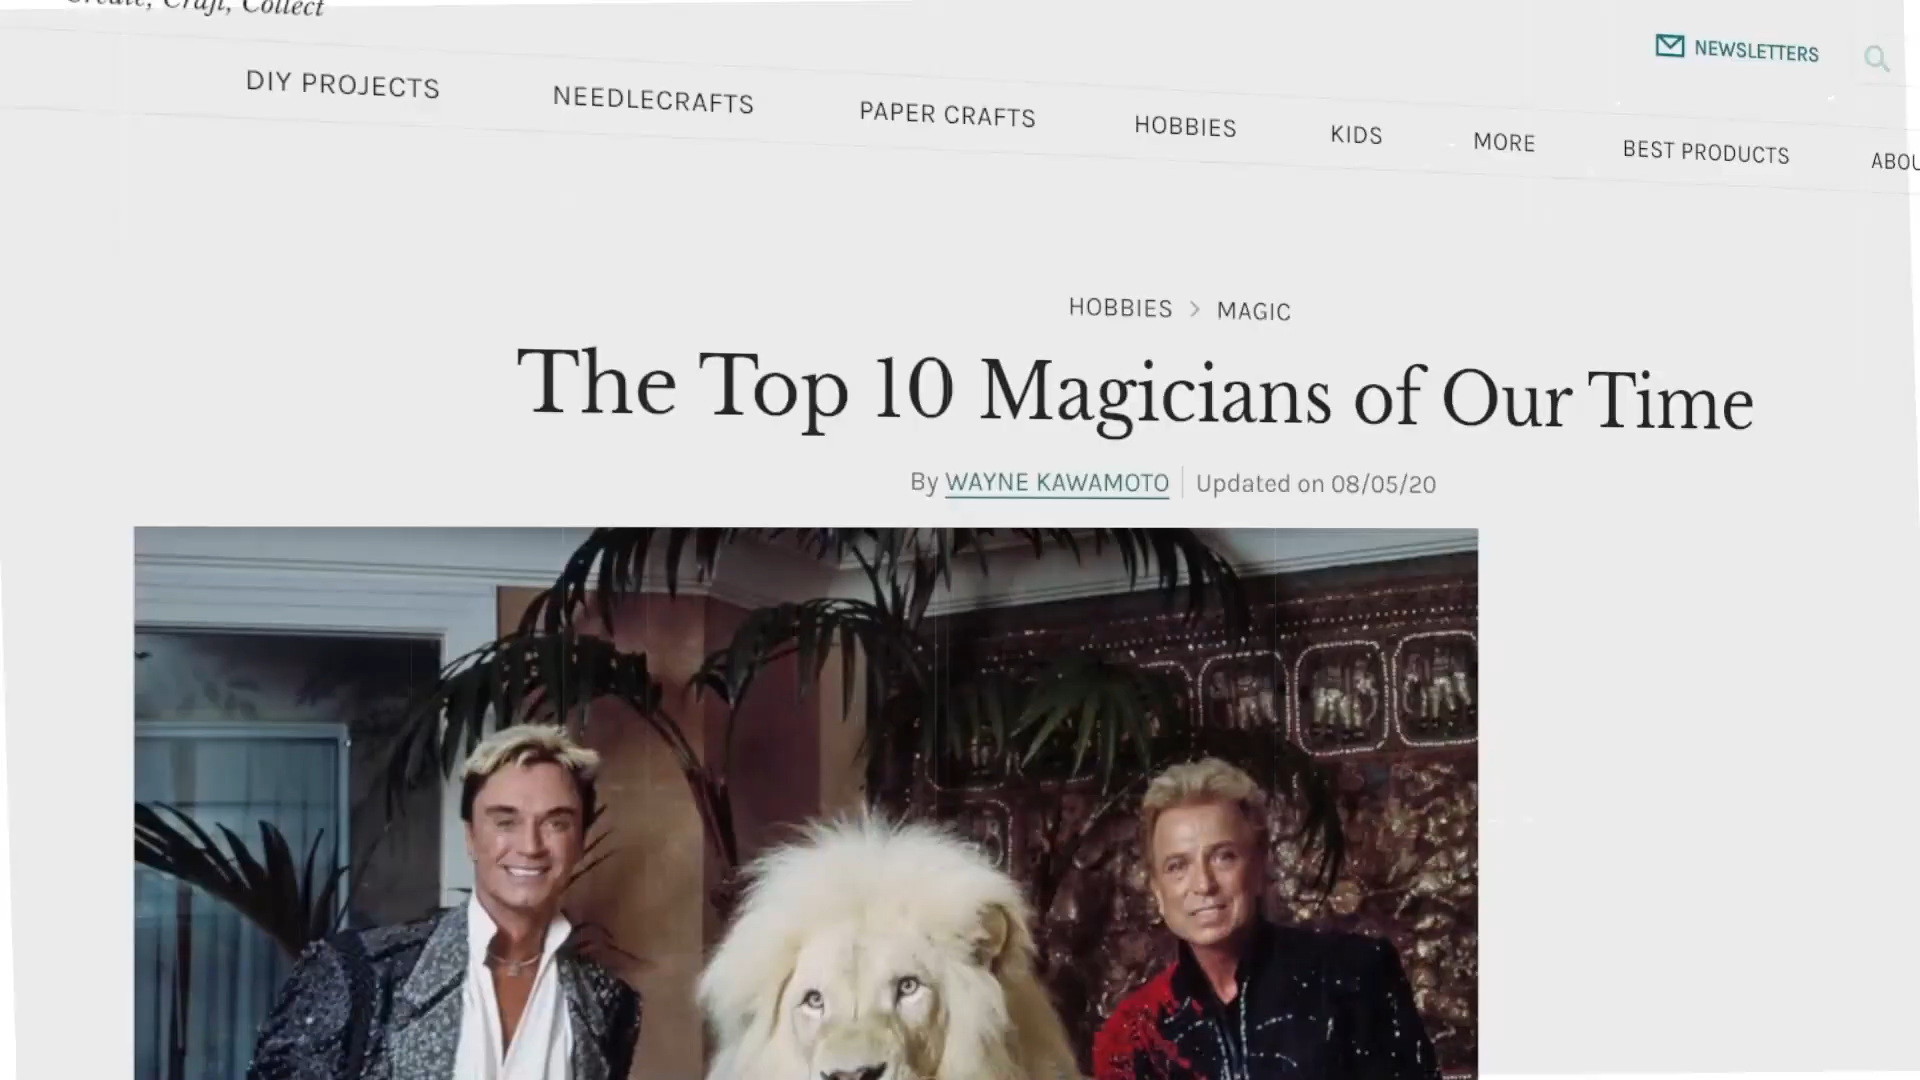 Create, Craft, Collect
NEWSLETTERS
DIY PROJECTS
NEEDLECRAFTS
PAPER CRAFTS
HOBBIES
KIDS
MORE
BEST PRODUCTS
ABOU
HOBBIES > MAGIC
The Top 10 Magicians of Our Time
By WAYNE KAWAMOTO | Updated on 08/05/20